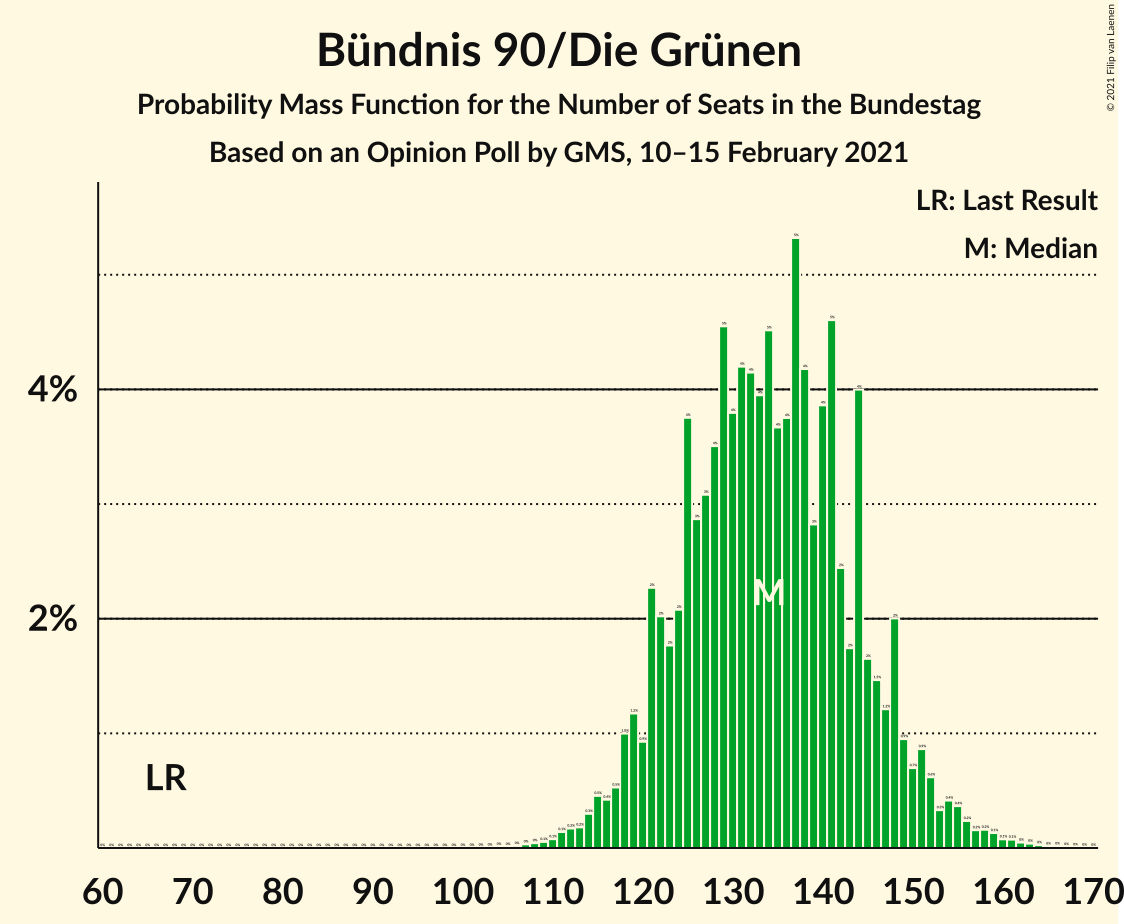 Bündnis 90/Die Grünen
Probability Mass Function for the Number of Seats in the Bundestag
Based on an Opinion Poll by GMS, 10–15 February 2021
© 2021 Filip van Laenen
LR: Last Result
M: Median
4%
2%
LR
M
60 70 80 90 100 110 120 130 140 150 160 170